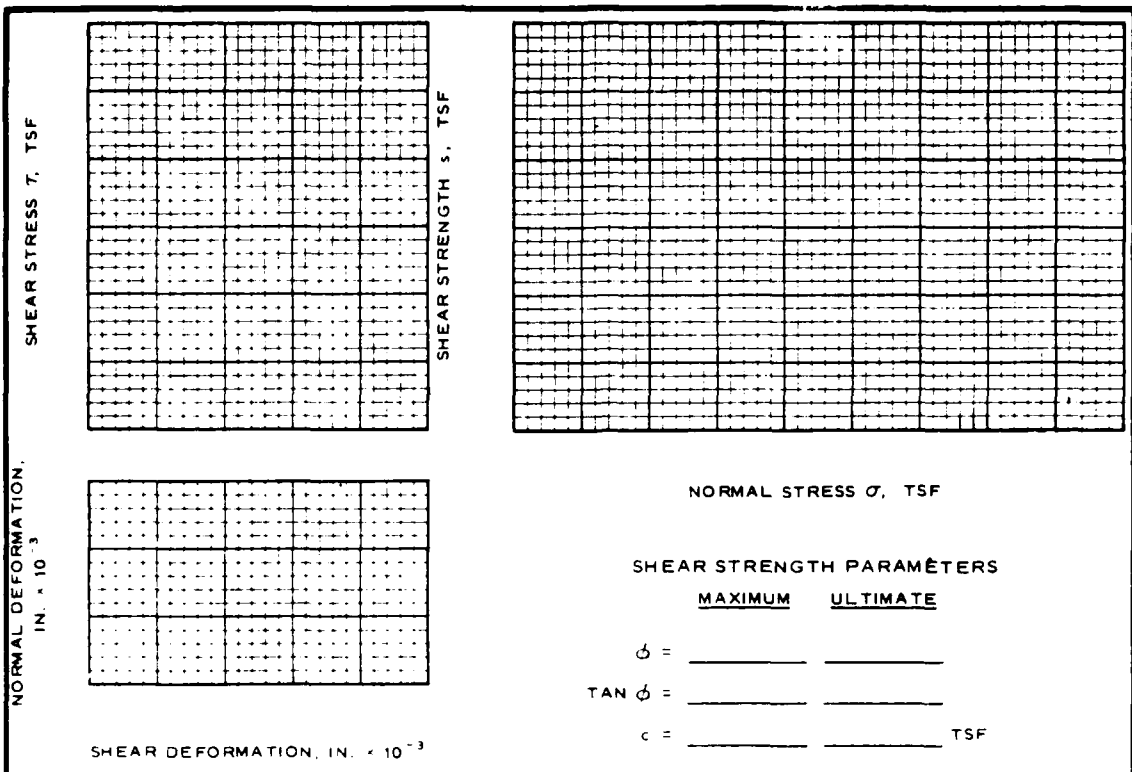 SHEAR STRESS τ, TSF
SHEAR STRENGTH s, TSF
NORMAL STRESS σ, TSF
NORMAL DEFORMATION,
IN. × 10⁻³
SHEAR DEFORMATION, IN. × 10⁻³
SHEAR STRENGTH PARAMETERS
MAXIMUM ULTIMATE
ϕ =
TAN ϕ =
c = TSF